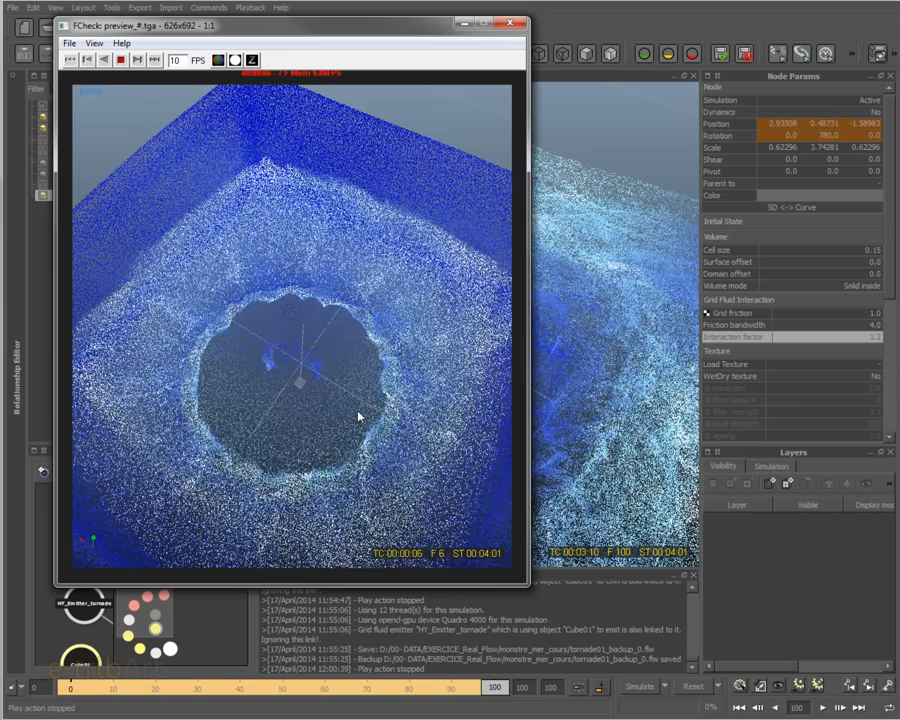 File Edit View Layout Tools Export Import Commands Playback Help
FCheck: preview_#.tga - 626x692 - 1:1
File View Help
10 FPS
Filter
persp
TC 00:00:06 F 6 ST 00:04:01
TC 00:03:10 F 100 ST 00:04:01
Relationship Editor
Node Params
Node
Simulation Active
Dynamics No
Position 2.93508 0.48731 -1.58983
Rotation 0.0 780.0 0.0
Scale 0.62296 3.74281 0.62296
Shear 0.0 0.0 0.0
Pivot 0.0 0.0 0.0
Parent to -
Color
SD <-> Curve
Initial State
Volume
Cell size 0.15
Surface offset 0.0
Domain offset 0.0
Volume mode Solid inside
Grid Fluid Interaction
Grid friction 1.0
Friction bandwidth 4.0
Interaction factor 1.2
Texture
Load Texture -
WetDry texture No
@ resolution
@ filter loops
@ filter strength
@ pixel strength
@ ageing
Layers
Visibility Simulation
Layer Visible Display mod
HY_Emitter_tornade
Ignoring this link!.
>[17/April/2014 11:54:47] - Play action stopped
>[17/April/2014 11:55:06] - Using 12 thread(s) for this simulation.
>[17/April/2014 11:55:06] - Using opencl-gpu device Quadro 4000 for this simulation
>[17/April/2014 11:55:06] - Grid fluid emitter "HY_Emitter_tornade" which is using object "Cube01" to emit is also linked to it.
Ignoring this link!.
>[17/April/2014 11:55:25] - Save: D:/00- DATA/EXERCICE_Real_Flow/monstre_mer_cours/tornade01_backup_0.flw
>[17/April/2014 11:55:25] - Backup D:/00- DATA/EXERCICE_Real_Flow/monstre_mer_cours/tornade01_backup_0.flw saved
>[17/April/2014 12:00:39] - Play action stopped
0 0 10 20 30 40 50 60 70 80 90 100 100 100 Simulate Reset
Play action stopped 0% 100